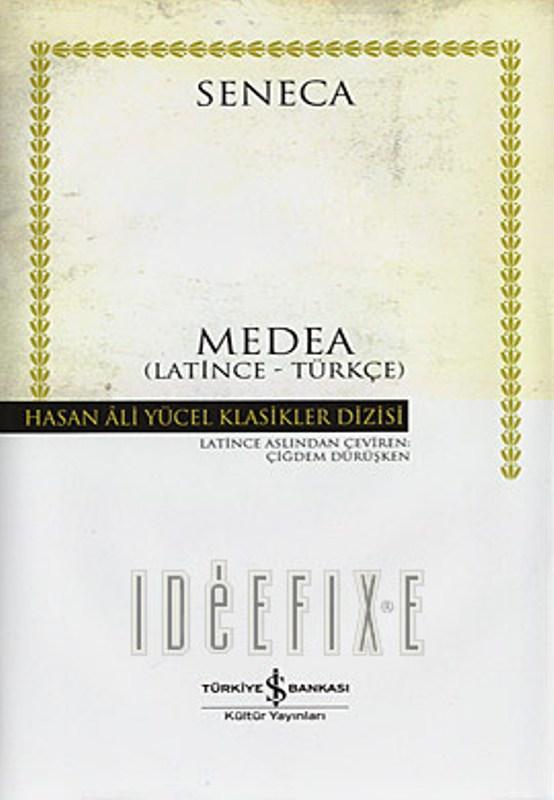 SENECA
MEDEA
(LATİNCE - TÜRKÇE)
HASAN ÂLİ YÜCEL KLASİKLER DİZİSİ
LATİNCE ASLINDAN ÇEVİREN:
ÇİĞDEM DÜRÜŞKEN
IDéEFIX®E
TÜRKİYE İŞ BANKASI
Kültür Yayınları